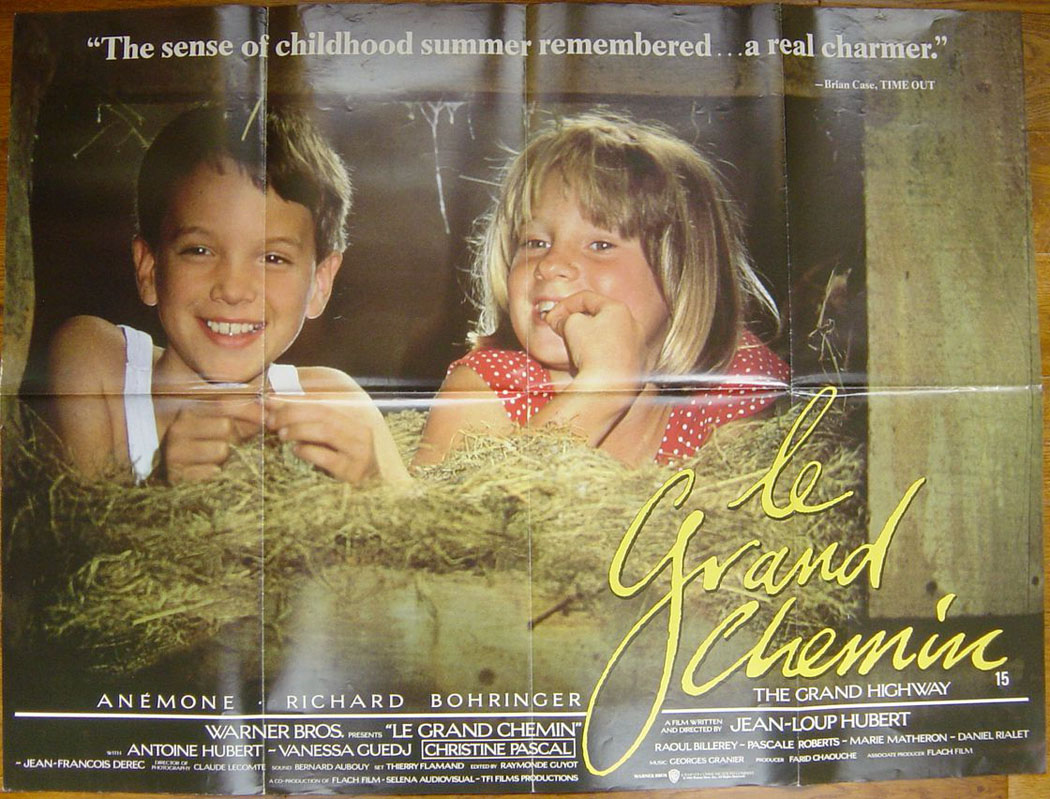 “The sense of childhood summer remembered ... a real charmer.”
—Brian Case, TIME OUT
le
Grand
Chemin
15
THE GRAND HIGHWAY
ANÉMONE · RICHARD BOHRINGER
WARNER BROS. PRESENTS “LE GRAND CHEMIN”
WITH ANTOINE HUBERT ~ VANESSA GUEDJ CHRISTINE PASCAL
~ JEAN-FRANCOIS DEREC DIRECTOR OF PHOTOGRAPHY CLAUDE LECOMTE SOUND BERNARD AUBOUY SET THIERRY FLAMAND EDITED BY RAYMONDE GUYOT
A CO-PRODUCTION OF FLACH FILM - SELENA AUDIOVISUAL - TF1 FILMS PRODUCTIONS
A FILM WRITTEN AND DIRECTED BY JEAN-LOUP HUBERT
RAOUL BILLEREY ~ PASCALE ROBERTS ~ MARIE MATHERON ~ DANIEL RIALET
MUSIC GEORGES GRANIER PRODUCER FARID CHAOUCHE ASSOCIATE PRODUCER FLACH FILM
WARNER BROS